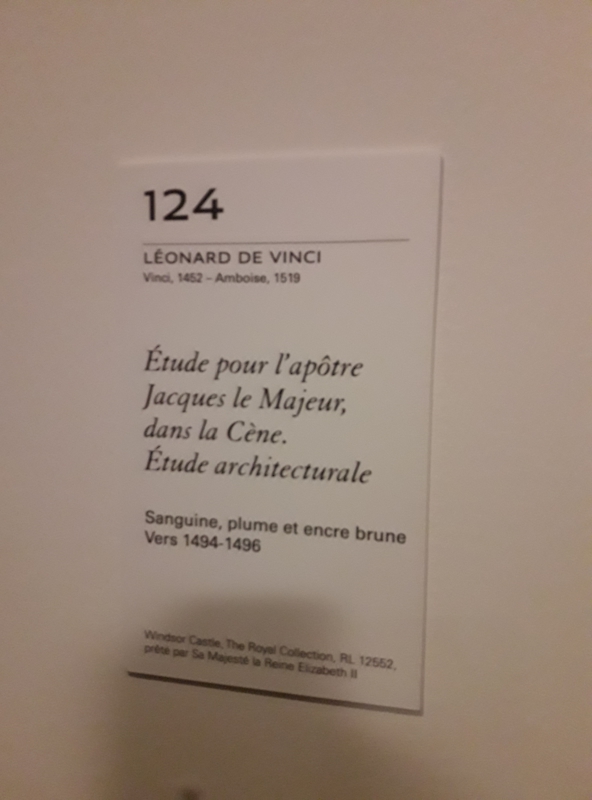 124
LÉONARD DE VINCI
Vinci, 1452 – Amboise, 1519
Étude pour l'apôtre
Jacques le Majeur,
dans la Cène.
Étude architecturale
Sanguine, plume et encre brune
Vers 1494-1496
Windsor Castle, The Royal Collection, RL 12552,
prêté par Sa Majesté la Reine Elizabeth II